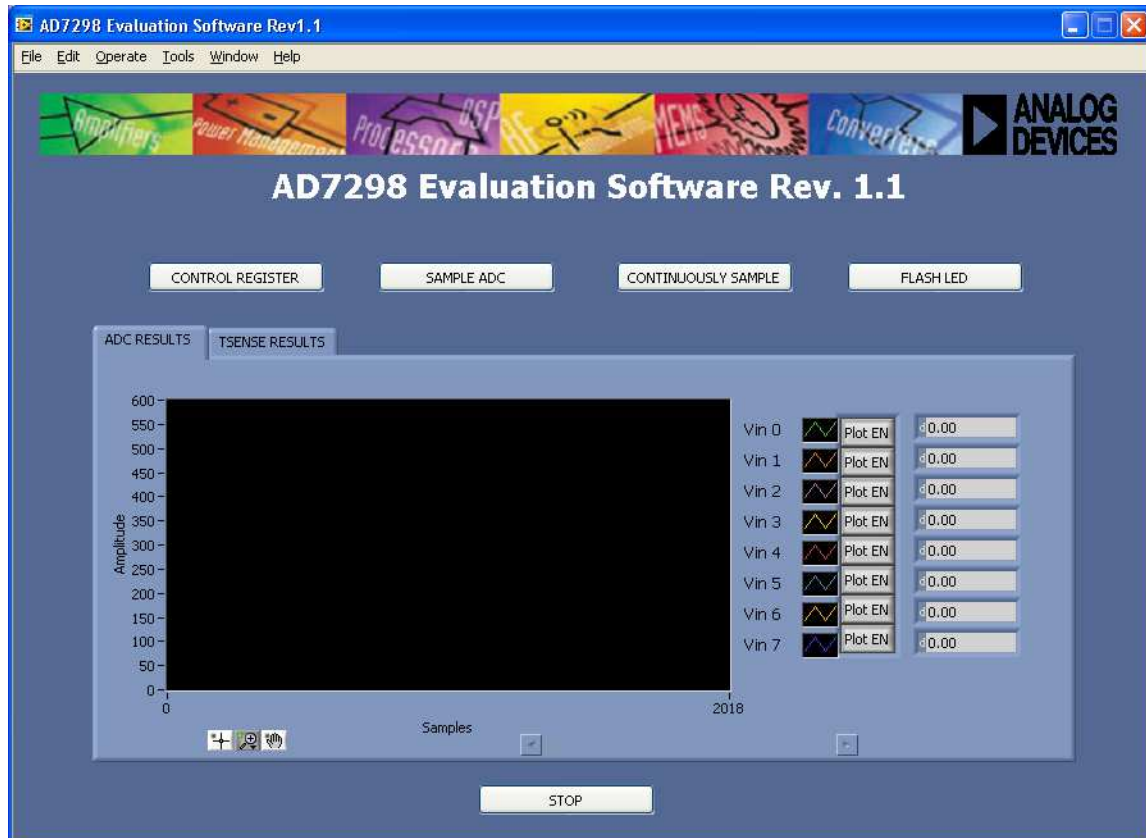 AD7298 Evaluation Software Rev1.1
File Edit Operate Tools Window Help
Amplifiers Power Management Processors DSP RF MEMS Converters ANALOG DEVICES
AD7298 Evaluation Software Rev. 1.1
CONTROL REGISTER SAMPLE ADC CONTINUOUSLY SAMPLE FLASH LED
ADC RESULTS TSENSE RESULTS
600
550
500
450
400
350
300
250
200
150
100
50
0
Amplitude
0 2018
Samples
Vin 0 Plot EN d 0.00
Vin 1 Plot EN d 0.00
Vin 2 Plot EN d 0.00
Vin 3 Plot EN d 0.00
Vin 4 Plot EN d 0.00
Vin 5 Plot EN d 0.00
Vin 6 Plot EN d 0.00
Vin 7 Plot EN d 0.00
STOP